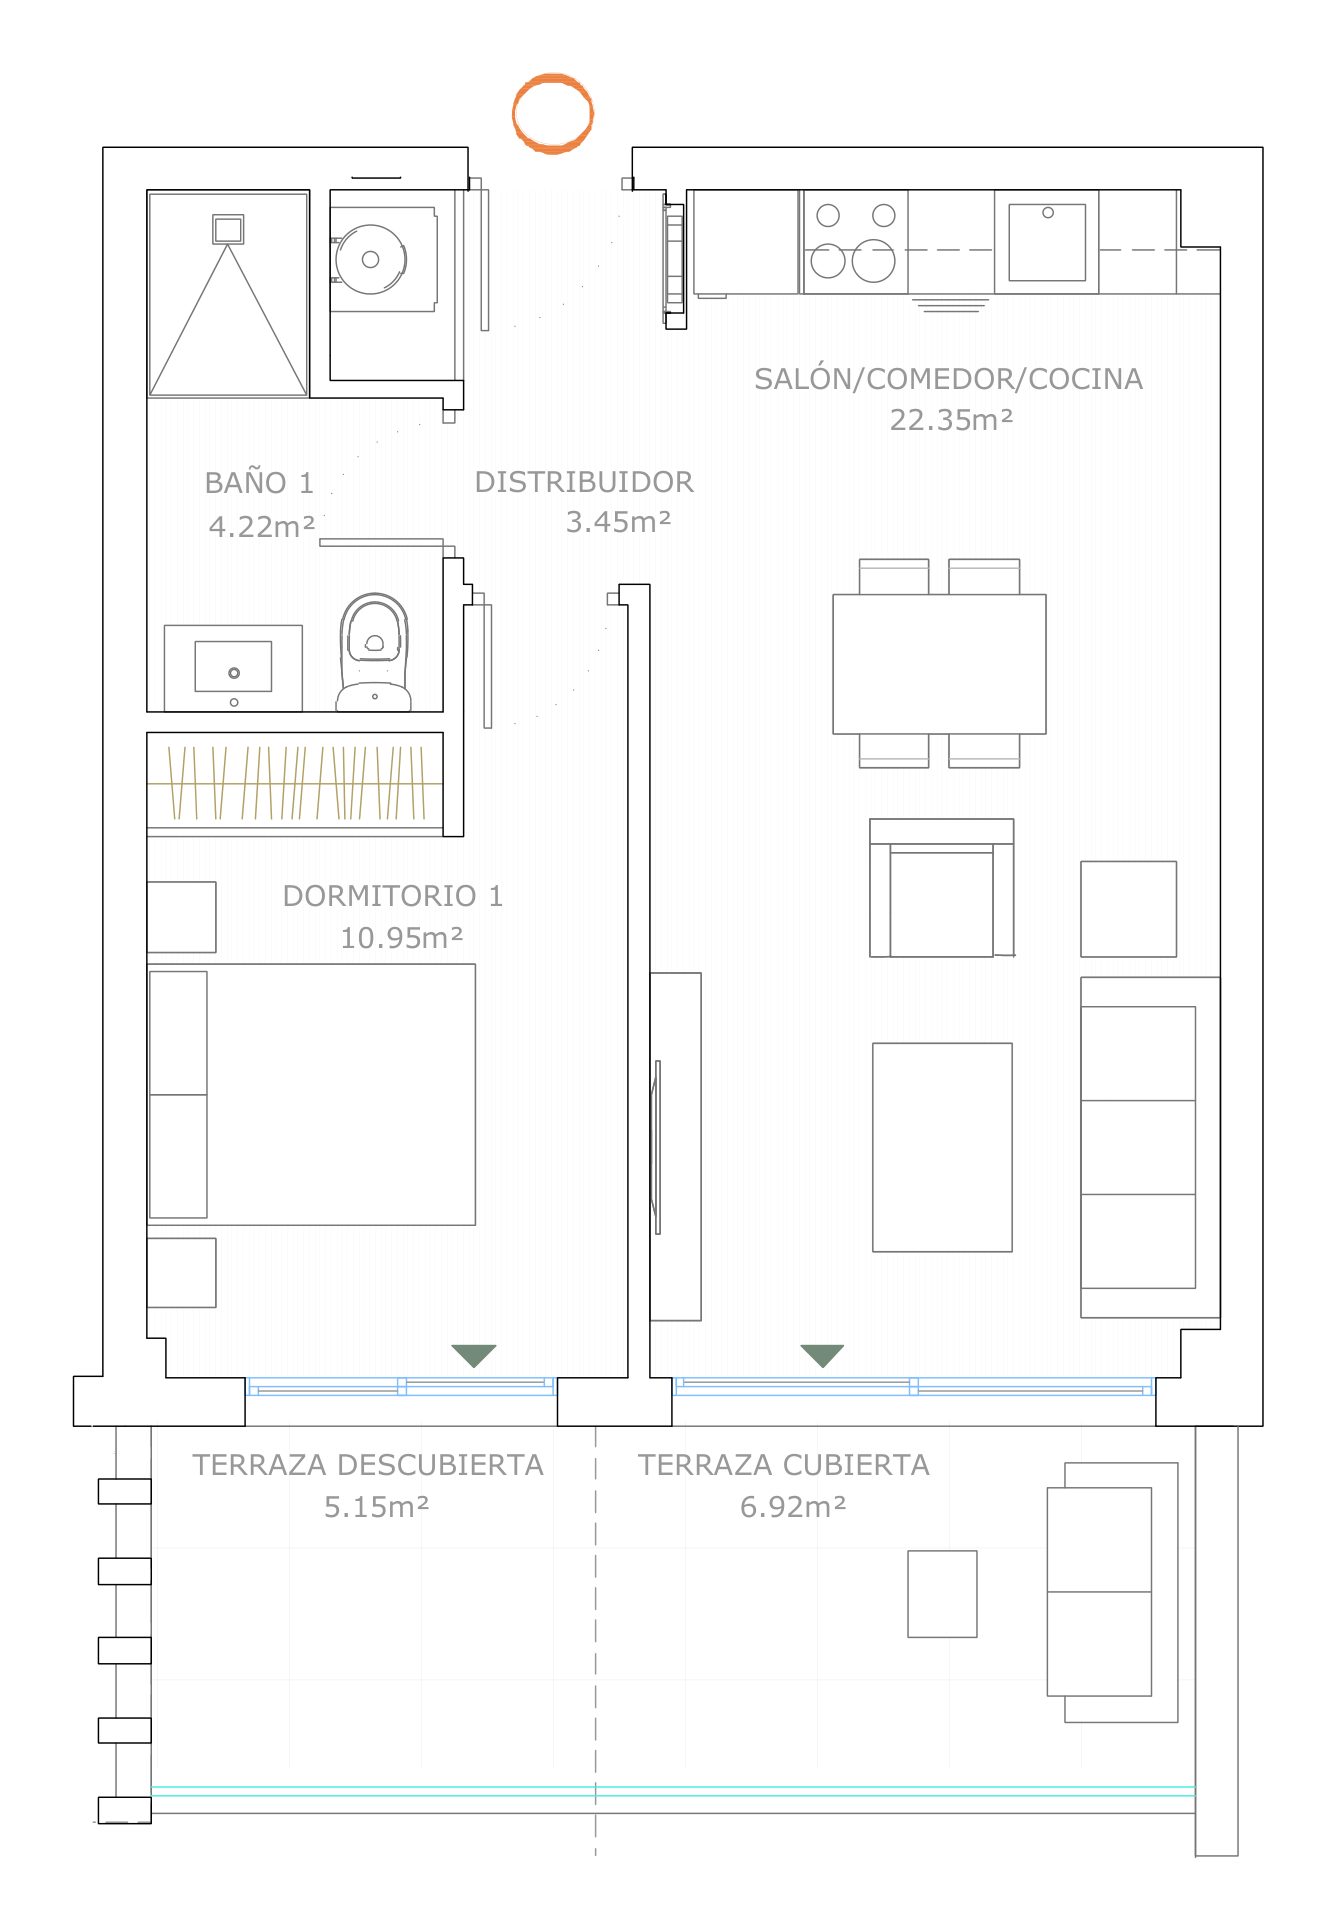 SALÓN/COMEDOR/COCINA
22.35m²
BAÑO 1
4.22m²
DISTRIBUIDOR
3.45m²
DORMITORIO 1
10.95m²
TERRAZA DESCUBIERTA
5.15m²
TERRAZA CUBIERTA
6.92m²